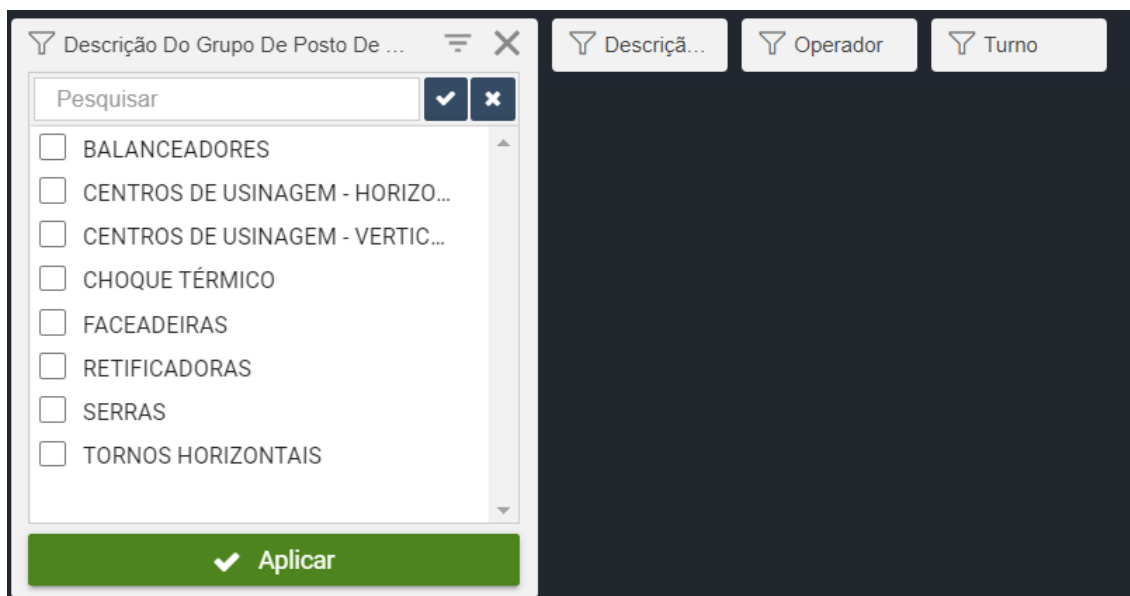 Descrição Do Grupo De Posto De ...
Descriçã...
Operador
Turno
Pesquisar
BALANCEADORES
CENTROS DE USINAGEM - HORIZO...
CENTROS DE USINAGEM - VERTIC...
CHOQUE TÉRMICO
FACEADEIRAS
RETIFICADORAS
SERRAS
TORNOS HORIZONTAIS
Aplicar